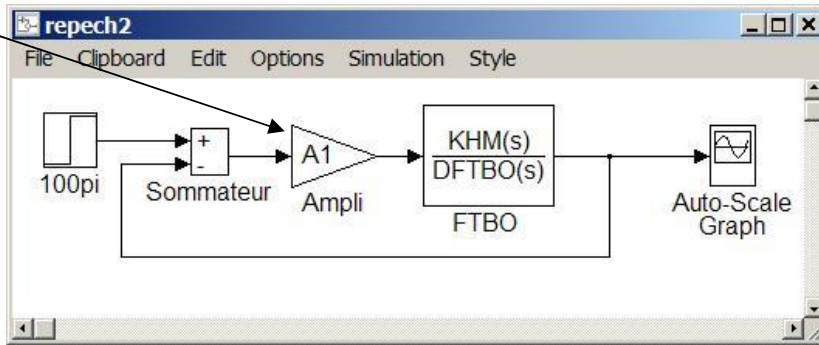 repech2
File Clipboard Edit Options Simulation Style
100pi
+
-
Sommateur
A1
Ampli
KHM(s)
DFTBO(s)
FTBO
Auto-Scale
Graph